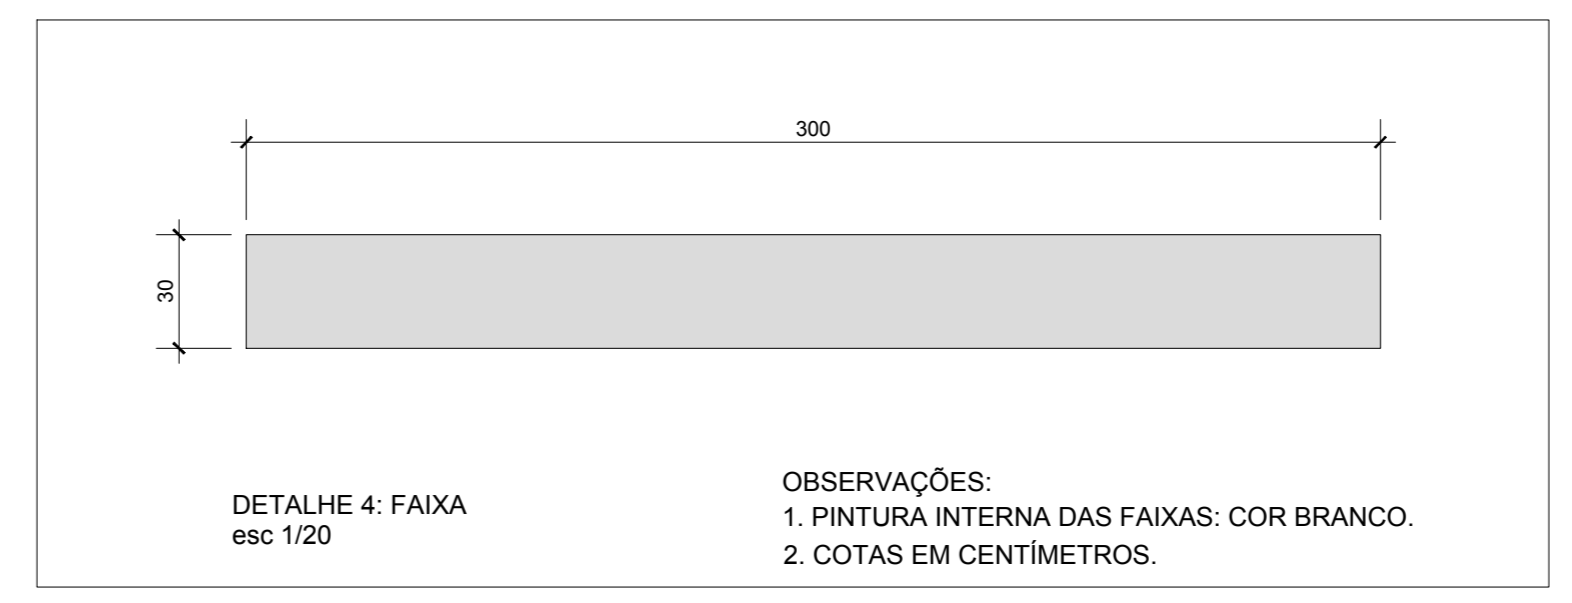 300
30
DETALHE 4: FAIXA
esc 1/20
OBSERVAÇÕES:
1. PINTURA INTERNA DAS FAIXAS: COR BRANCO.
2. COTAS EM CENTÍMETROS.